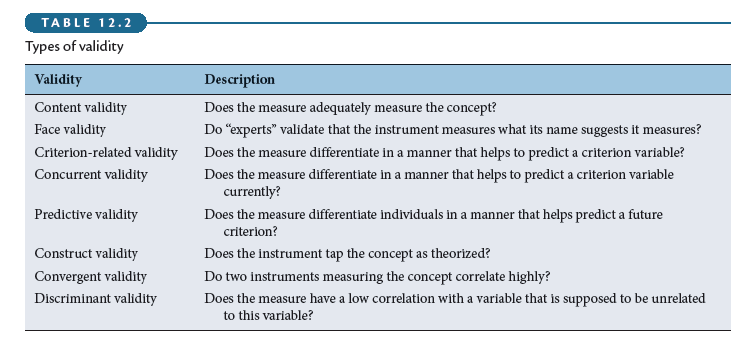 TABLE 12.2
Types of validity
Validity Description
Content validity Does the measure adequately measure the concept?
Face validity Do “experts” validate that the instrument measures what its name suggests it measures?
Criterion-related validity Does the measure differentiate in a manner that helps to predict a criterion variable?
Concurrent validity Does the measure differentiate in a manner that helps to predict a criterion variable
currently?
Predictive validity Does the measure differentiate individuals in a manner that helps predict a future
criterion?
Construct validity Does the instrument tap the concept as theorized?
Convergent validity Do two instruments measuring the concept correlate highly?
Discriminant validity Does the measure have a low correlation with a variable that is supposed to be unrelated
to this variable?